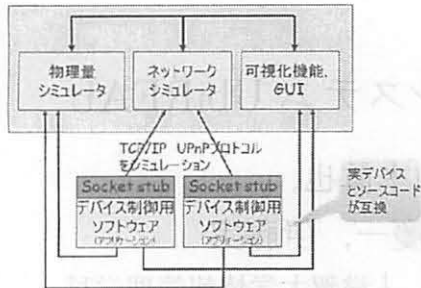 物理量
シミュレータ
ネットワーク
シミュレータ
可視化機能,
GUI
TCP/IP UPnPプロトコル
をシミュレーション
Socket stub
デバイス制御用
ソフトウェア
(アプリケーション)
Socket stub
デバイス制御用
ソフトウェア
(アプリケーション)
実デバイス
とソースコード
が互換